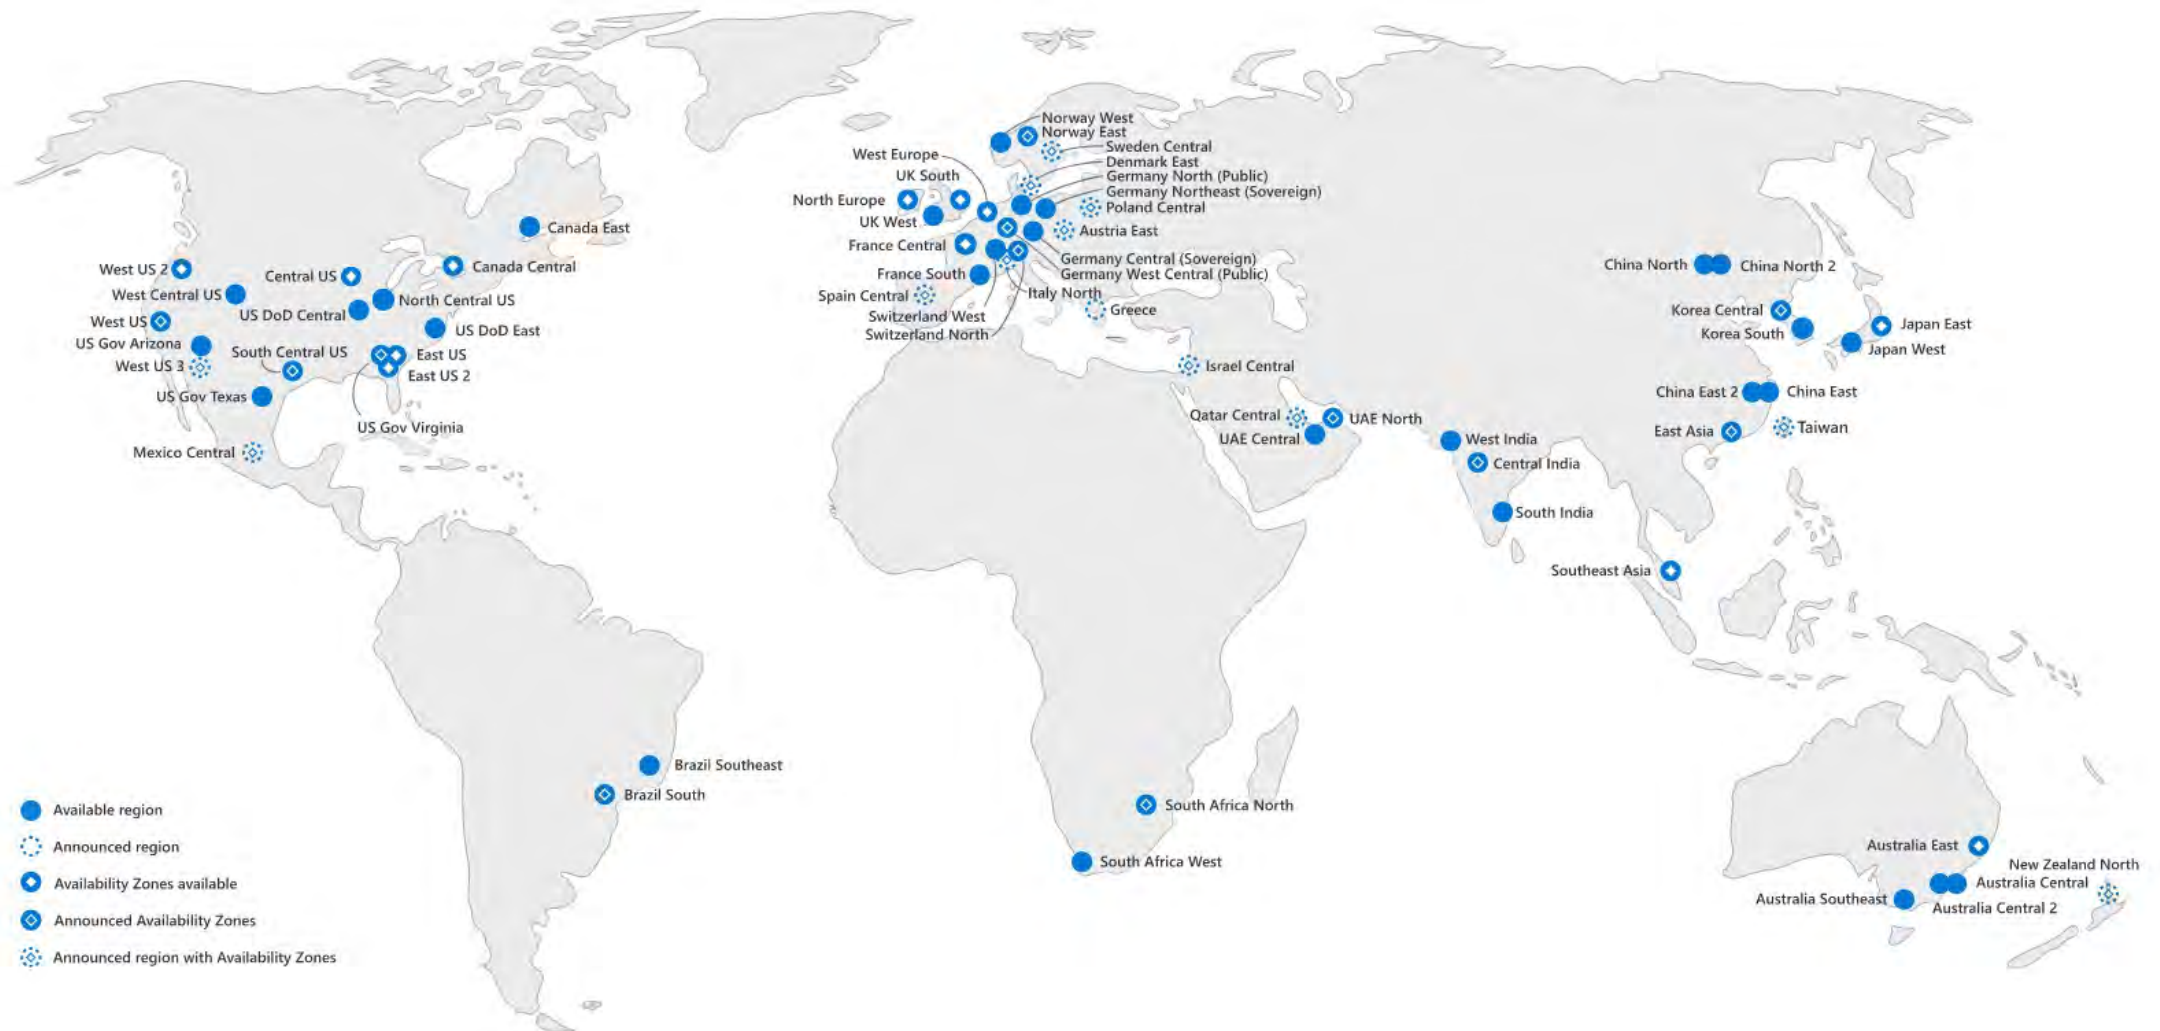 Norway West
Norway East
Sweden Central
West Europe
Denmark East
UK South
Germany North (Public)
Germany Northeast (Sovereign)
North Europe
Poland Central
UK West
Austria East
Canada East
France Central
Germany Central (Sovereign)
Germany West Central (Public)
France South
Italy North
Spain Central
Greece
Switzerland West
Switzerland North
West US 2
Central US
Canada Central
West Central US
North Central US
US DoD Central
West US
US DoD East
US Gov Arizona
South Central US
East US
West US 3
East US 2
US Gov Texas
US Gov Virginia
Mexico Central
Israel Central
Qatar Central
UAE North
UAE Central
China North
China North 2
Korea Central
Korea South
Japan East
Japan West
China East 2
China East
East Asia
Taiwan
West India
Central India
South India
Southeast Asia
Brazil Southeast
Brazil South
South Africa North
South Africa West
Australia East
New Zealand North
Australia Central
Australia Southeast
Australia Central 2
Available region
Announced region
Availability Zones available
Announced Availability Zones
Announced region with Availability Zones